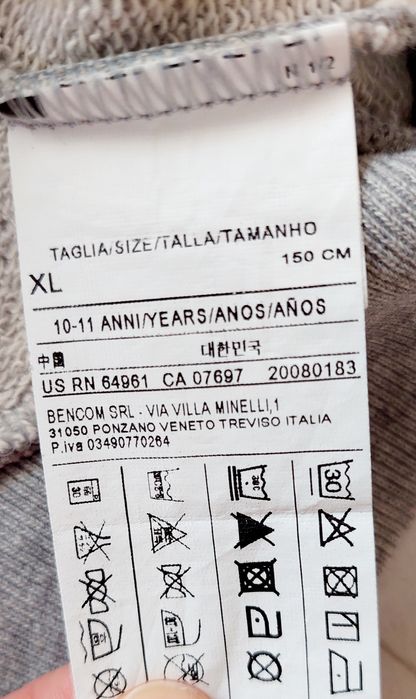 N 1/2
TAGLIA/SIZE/TALLA/TAMANHO
150 CM
XL
10-11 ANNI/YEARS/ANOS/AÑOS
中國 대한민국
US RN 64961 CA 07697 20080183
BENCOM SRL - VIA VILLA MINELLI,1
31050 PONZANO VENETO TREVISO ITALIA
P.iva 03490770264
30 30